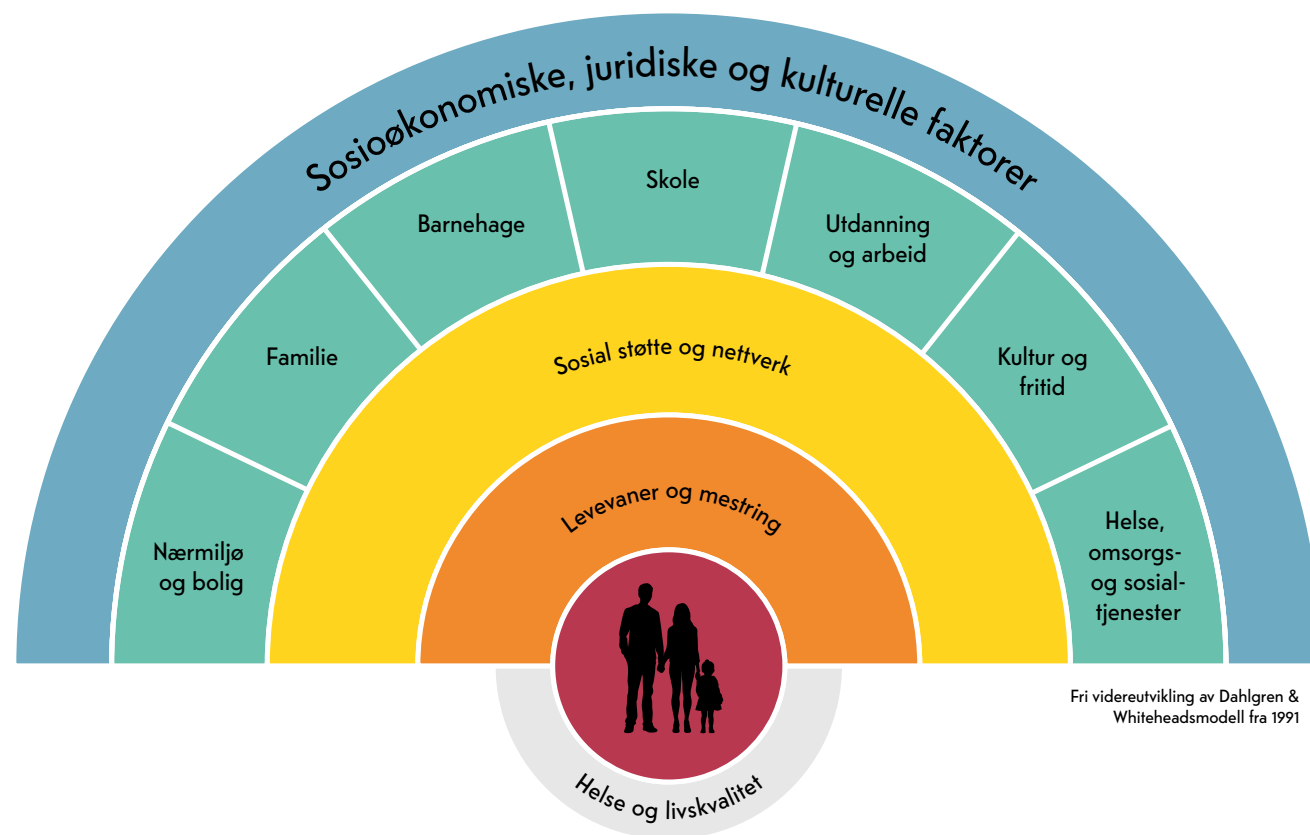 Sosioøkonomiske, juridiske og kulturelle faktorer
Skole
Barnehage
Utdanning
og arbeid
Familie
Kultur og
fritid
Nærmiljø
og bolig
Helse,
omsorgs-
og sosial-
tjenester
Sosial støtte og nettverk
Levevaner og mestring
Helse og livskvalitet
Fri videreutvikling av Dahlgren &
Whiteheadsmodell fra 1991